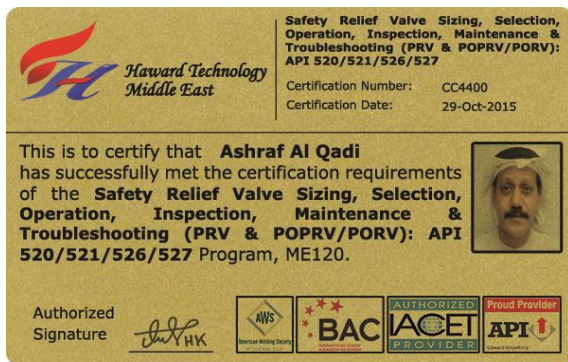 Haward Technology
Middle East
Safety Relief Valve Sizing, Selection,
Operation, Inspection, Maintenance &
Troubleshooting (PRV & POPRV/PORV):
API 520/521/526/527
Certification Number: CC4400
Certification Date: 29-Oct-2015
This is to certify that Ashraf Al Qadi
has successfully met the certification requirements
of the Safety Relief Valve Sizing, Selection,
Operation, Inspection, Maintenance &
Troubleshooting (PRV & POPRV/PORV): API
520/521/526/527 Program, ME120.
Authorized
Signature
HK
AWS
American Welding Society
BAC
AUTHORIZED
IACET
PROVIDER
Proud Provider
API